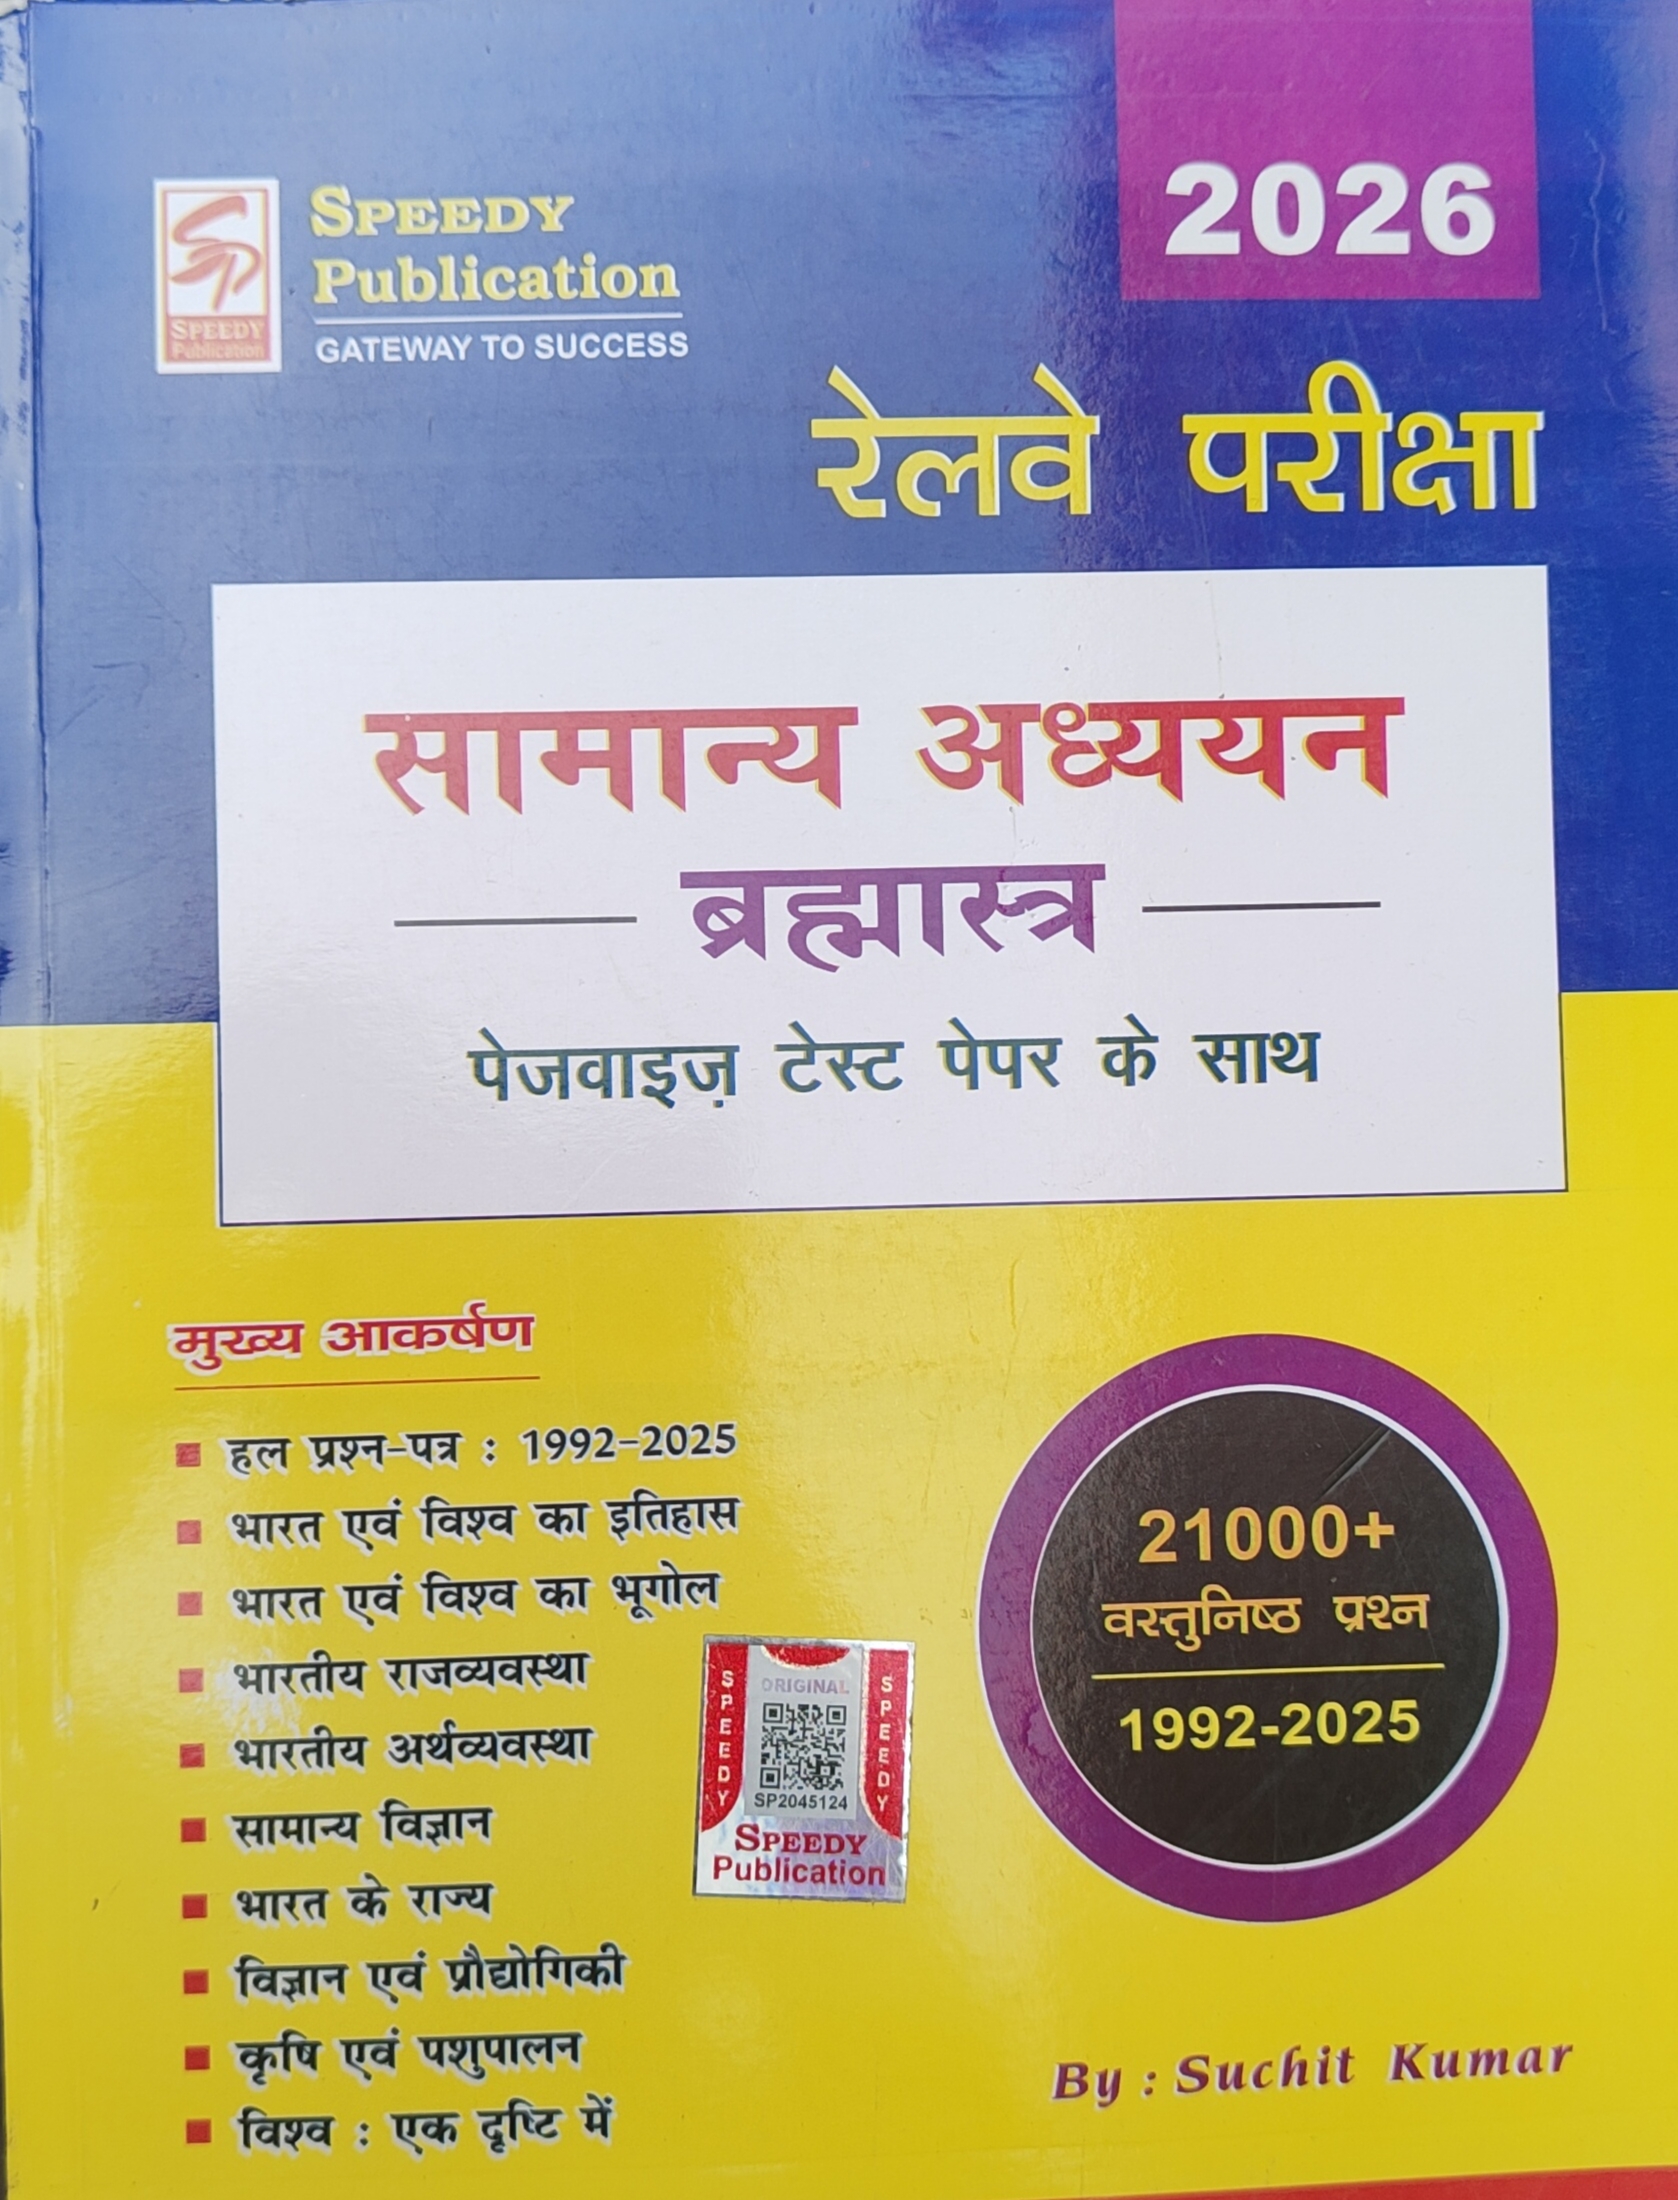 2026
SPEEDY
Publication
GATEWAY TO SUCCESS
SPEEDY
Publication
रेलवे परीक्षा
सामान्य अध्ययन
ब्रह्मास्त्र
पेजवाइज़ टेस्ट पेपर के साथ
मुख्य आकर्षण
हल प्रश्न-पत्र : 1992-2025
भारत एवं विश्व का इतिहास
भारत एवं विश्व का भूगोल
भारतीय राजव्यवस्था
भारतीय अर्थव्यवस्था
सामान्य विज्ञान
भारत के राज्य
विज्ञान एवं प्रौद्योगिकी
कृषि एवं पशुपालन
विश्व : एक दृष्टि में
SPEEDY
ORIGINAL
SPEEDY
SP2045124
SPEEDY
Publication
21000+
वस्तुनिष्ठ प्रश्न
1992-2025
By : Suchit Kumar